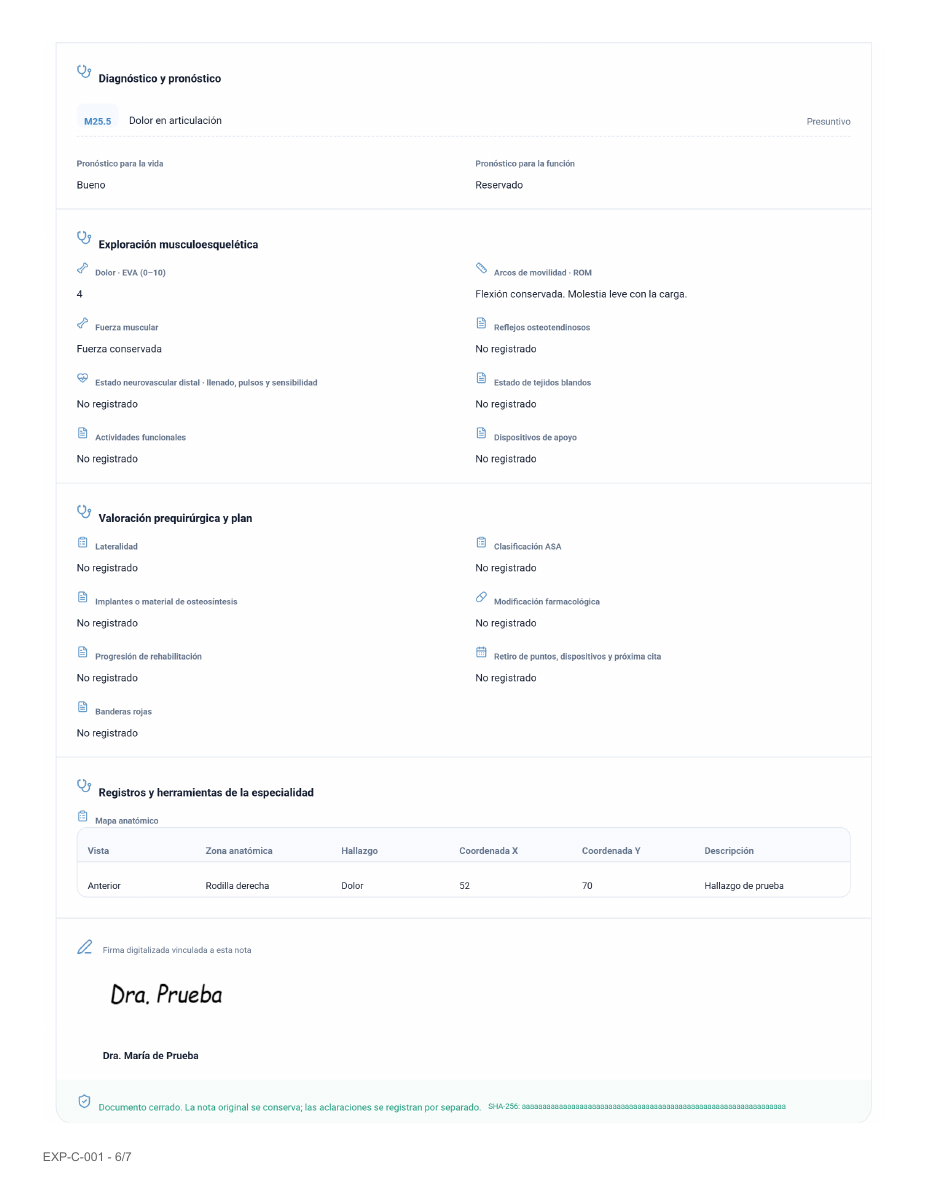 Diagnóstico y pronóstico
M25.5 Dolor en articulación Presuntivo
Pronóstico para la vida Pronóstico para la función
Bueno Reservado
Exploración musculoesquelética
Dolor · EVA (0–10) Arcos de movilidad · ROM
4 Flexión conservada. Molestia leve con la carga.
Fuerza muscular Reflejos osteotendinosos
Fuerza conservada No registrado
Estado neurovascular distal · llenado, pulsos y sensibilidad Estado de tejidos blandos
No registrado No registrado
Actividades funcionales Dispositivos de apoyo
No registrado No registrado
Valoración prequirúrgica y plan
Lateralidad Clasificación ASA
No registrado No registrado
Implantes o material de osteosíntesis Modificación farmacológica
No registrado No registrado
Progresión de rehabilitación Retiro de puntos, dispositivos y próxima cita
No registrado No registrado
Banderas rojas
No registrado
Registros y herramientas de la especialidad
Mapa anatómico
Vista Zona anatómica Hallazgo Coordenada X Coordenada Y Descripción
Anterior Rodilla derecha Dolor 52 70 Hallazgo de prueba
Firma digitalizada vinculada a esta nota
Dra. Prueba
Dra. María de Prueba
Documento cerrado. La nota original se conserva; las aclaraciones se registran por separado. SHA-256: aaaaaaaaaaaaaaaaaaaaaaaaaaaaaaaaaaaaaaaaaaaaaaaaaaaaaaaaaaaaaaaa
EXP-C-001 - 6/7